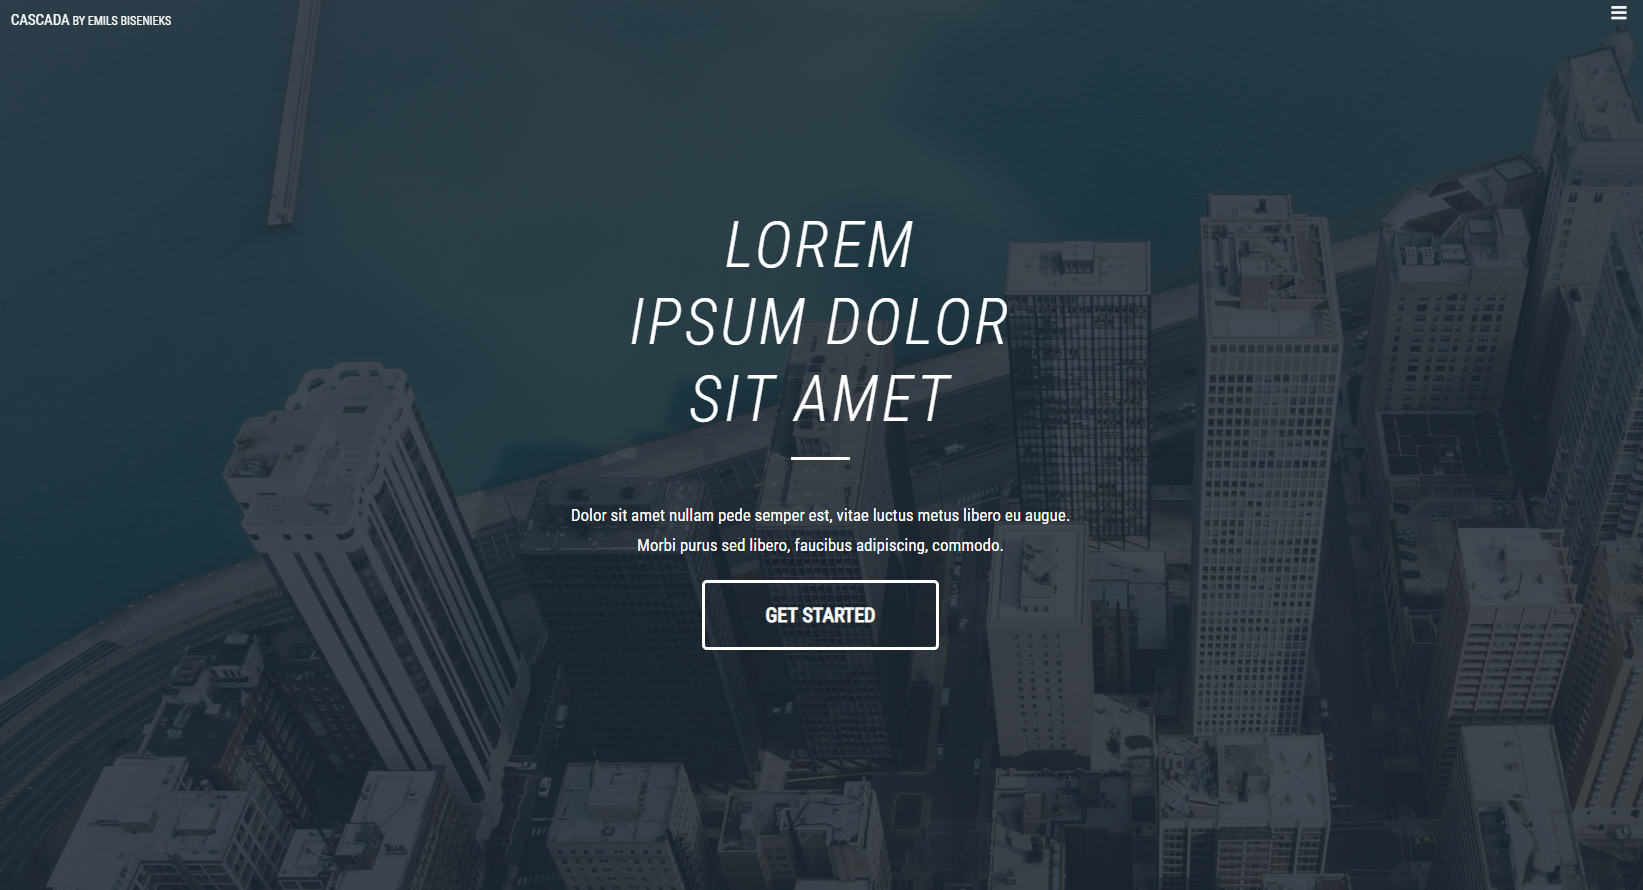 CASCADA BY EMILS BISENIEKS
LOREM
IPSUM DOLOR
SIT AMET
Dolor sit amet nullam pede semper est, vitae luctus metus libero eu augue.
Morbi purus sed libero, faucibus adipiscing, commodo.
GET STARTED